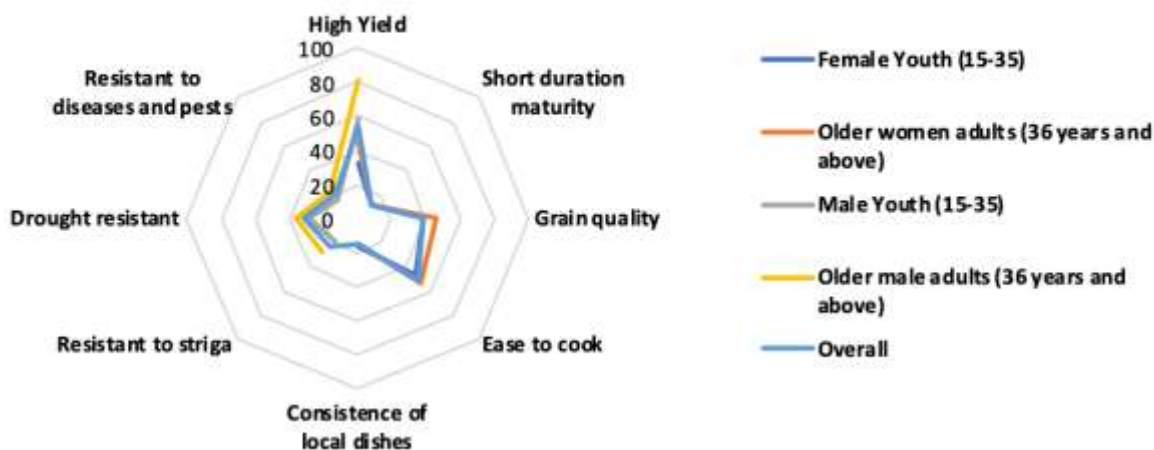 High Yield
100
80
60
40
20
0
Short duration
maturity
Grain quality
Ease to cook
Consistence of
local dishes
Resistant to striga
Drought resistant
Resistant to
diseases and pests
Female Youth (15-35)
Older women adults (36 years and
above)
Male Youth (15-35)
Older male adults (36 years and
above)
Overall